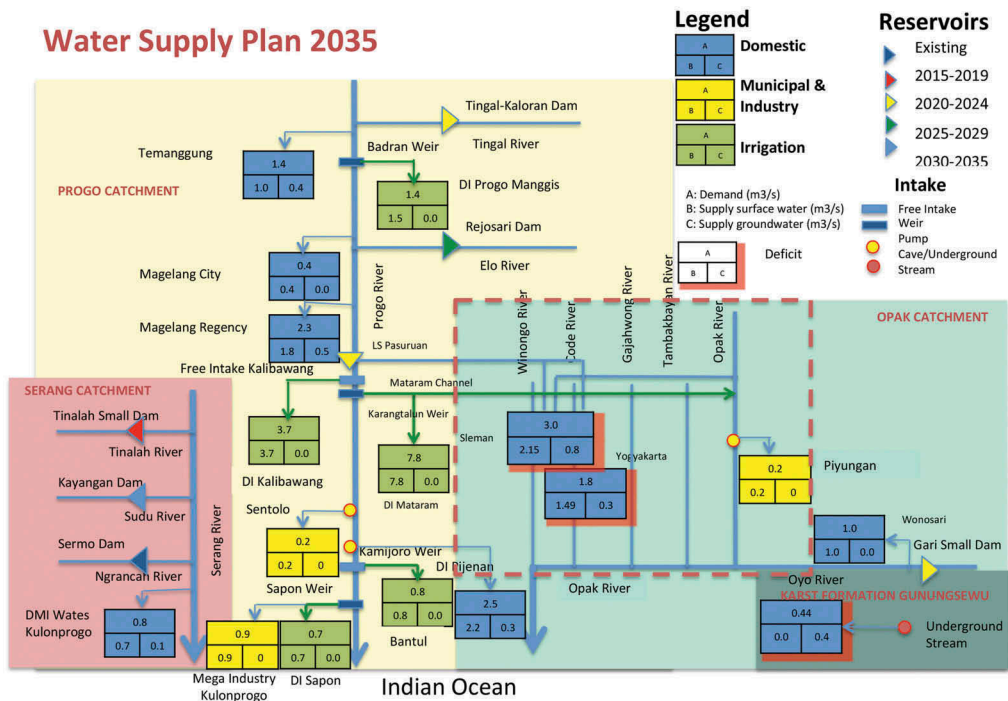 Water Supply Plan 2035
Legend
A
B C
Domestic
A
B C
Municipal &
Industry
A
B C
Irrigation
A: Demand (m3/s)
B: Supply surface water (m3/s)
C: Supply groundwater (m3/s)
A
B C
Deficit
Reservoirs
Existing
2015-2019
2020-2024
2025-2029
2030-2035
Intake
Free Intake
Weir
Pump
Cave/Underground
Stream
PROGO CATCHMENT
Tingal-Kaloran Dam
Tingal River
Temanggung
1.4
1.0 0.4
Badran Weir
1.4
1.5 0.0
DI Progo Manggis
Rejosari Dam
Elo River
Magelang City
0.4
0.4 0.0
Magelang Regency
2.3
1.8 0.5
Progo River
LS Pasuruan
Free Intake Kalibawang
Mataram Channel
Karangtalun Weir
3.7
3.7 0.0
DI Kalibawang
7.8
7.8 0.0
DI Mataram
Sentolo
0.2
0.2 0
Sapon Weir
Kamijoro Weir
DI Pijenan
0.8
0.8 0.0
Bantul
2.5
2.2 0.3
0.9
0.9 0
Mega Industry
Kulonprogo
0.7
0.7 0.0
DI Sapon
Indian Ocean
SERANG CATCHMENT
Tinalah Small Dam
Tinalah River
Kayangan Dam
Sudu River
Sermo Dam
Ngrancah River
Serang River
DMI Wates
Kulonprogo
0.8
0.7 0.1
OPAK CATCHMENT
Winongo River
Code River
Gajahwong River
Tambakbayan River
Opak River
Sleman
3.0
2.15 0.8
Yogyakarta
1.8
1.49 0.3
0.2
0.2 0
Piyungan
1.0
1.0 0.0
Wonosari
Gari Small Dam
Opak River
Oyo River
KARST FORMATION GUNUNGSEWU
0.44
0.0 0.4
Underground
Stream